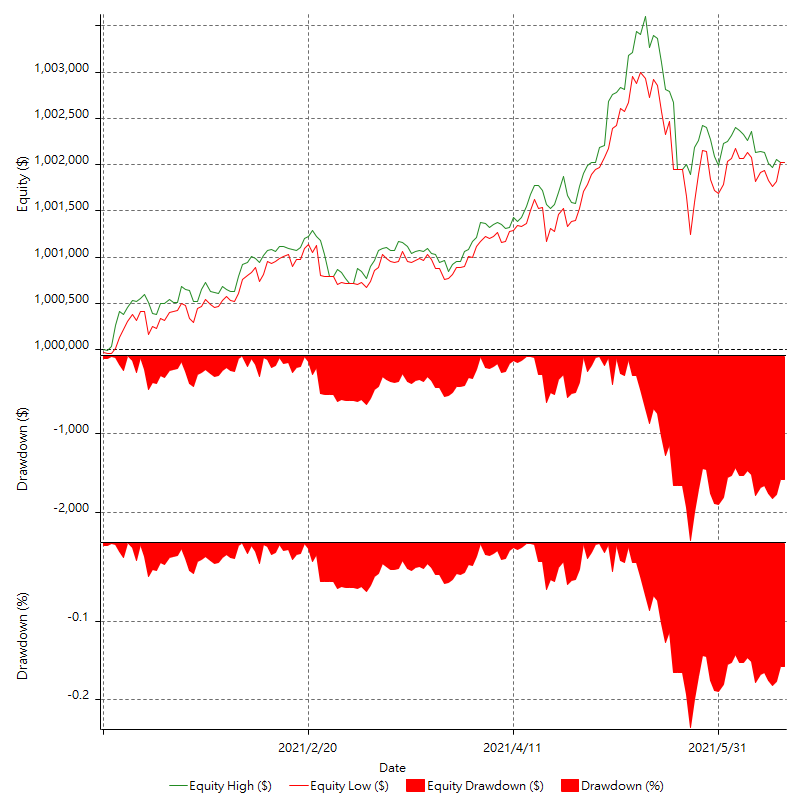 1,003,000
1,002,500
1,002,000
1,001,500
1,001,000
1,000,500
1,000,000
Equity ($)
-1,000
-2,000
Drawdown ($)
-0.1
-0.2
Drawdown (%)
2021/2/20 2021/4/11 2021/5/31
Date
Equity High ($) Equity Low ($) Equity Drawdown ($) Drawdown (%)